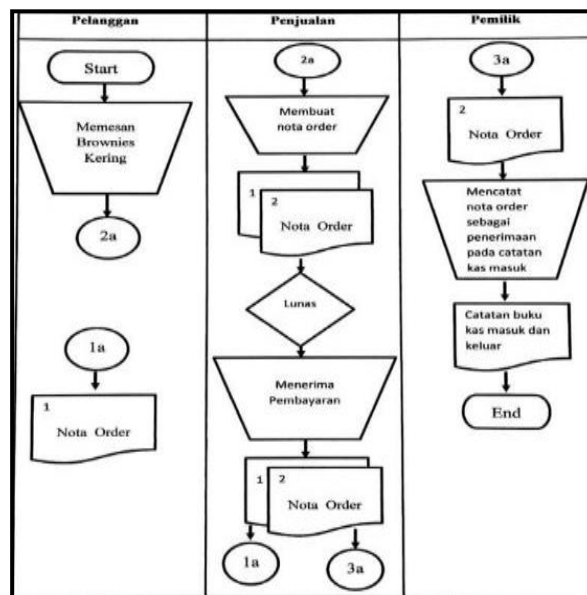 Pelanggan
Start
Memesan
Brownies
Kering
2a
1a
1
Nota Order
Penjualan
2a
Membuat
nota order
1
2
Nota Order
Lunas
Menerima
Pembayaran
1
2
Nota Order
1a
3a
Pemilik
3a
2
Nota Order
Mencatat
nota order
sebagai
penerimaan
pada catatan
kas masuk
Catatan buku
kas masuk dan
keluar
End